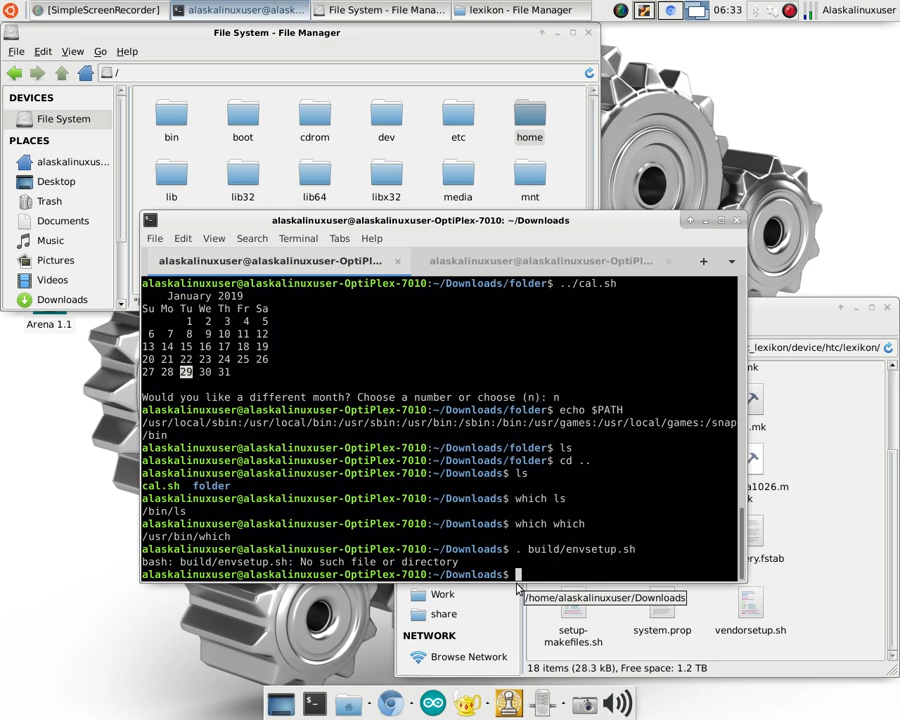 [SimpleScreenRecorder]
alaskalinuxuser@alask...
File System - File Mana...
lexikon - File Manager
06:33
Alaskalinuxuser
File System - File Manager
File Edit View Go Help
/
DEVICES
File System
PLACES
alaskalinuxus...
Desktop
Trash
Documents
Music
Pictures
Videos
Downloads
bin boot cdrom dev etc home
lib lib32 lib64 libx32 media mnt
Arena 1.1
alaskalinuxuser@alaskalinuxuser-OptiPlex-7010: ~/Downloads
File Edit View Search Terminal Tabs Help
alaskalinuxuser@alaskalinuxuser-OptiPl...
alaskalinuxuser@alaskalinuxuser-OptiPl...
alaskalinuxuser@alaskalinuxuser-OptiPlex-7010:~/Downloads/folder$ ../cal.sh
January 2019
Su Mo Tu We Th Fr Sa
1 2 3 4 5
6 7 8 9 10 11 12
13 14 15 16 17 18 19
20 21 22 23 24 25 26
27 28 29 30 31
Would you like a different month? Choose a number or choose (n): n
alaskalinuxuser@alaskalinuxuser-OptiPlex-7010:~/Downloads/folder$ echo $PATH
/usr/local/sbin:/usr/local/bin:/usr/sbin:/usr/bin:/sbin:/bin:/usr/games:/usr/local/games:/snap
/bin
alaskalinuxuser@alaskalinuxuser-OptiPlex-7010:~/Downloads/folder$ ls
alaskalinuxuser@alaskalinuxuser-OptiPlex-7010:~/Downloads/folder$ cd ..
alaskalinuxuser@alaskalinuxuser-OptiPlex-7010:~/Downloads$ ls
cal.sh folder
alaskalinuxuser@alaskalinuxuser-OptiPlex-7010:~/Downloads$ which ls
/bin/ls
alaskalinuxuser@alaskalinuxuser-OptiPlex-7010:~/Downloads$ which which
/usr/bin/which
alaskalinuxuser@alaskalinuxuser-OptiPlex-7010:~/Downloads$ . build/envsetup.sh
bash: build/envsetup.sh: No such file or directory
alaskalinuxuser@alaskalinuxuser-OptiPlex-7010:~/Downloads$
/home/alaskalinuxuser/Downloads
_lexikon/device/htc/lexikon/
mk
.mk
a1026.m
k
ery.fstab
Work
share
NETWORK
Browse Network
setup-
makefiles.sh
system.prop
vendorsetup.sh
18 items (28.3 kB), Free space: 1.2 TB